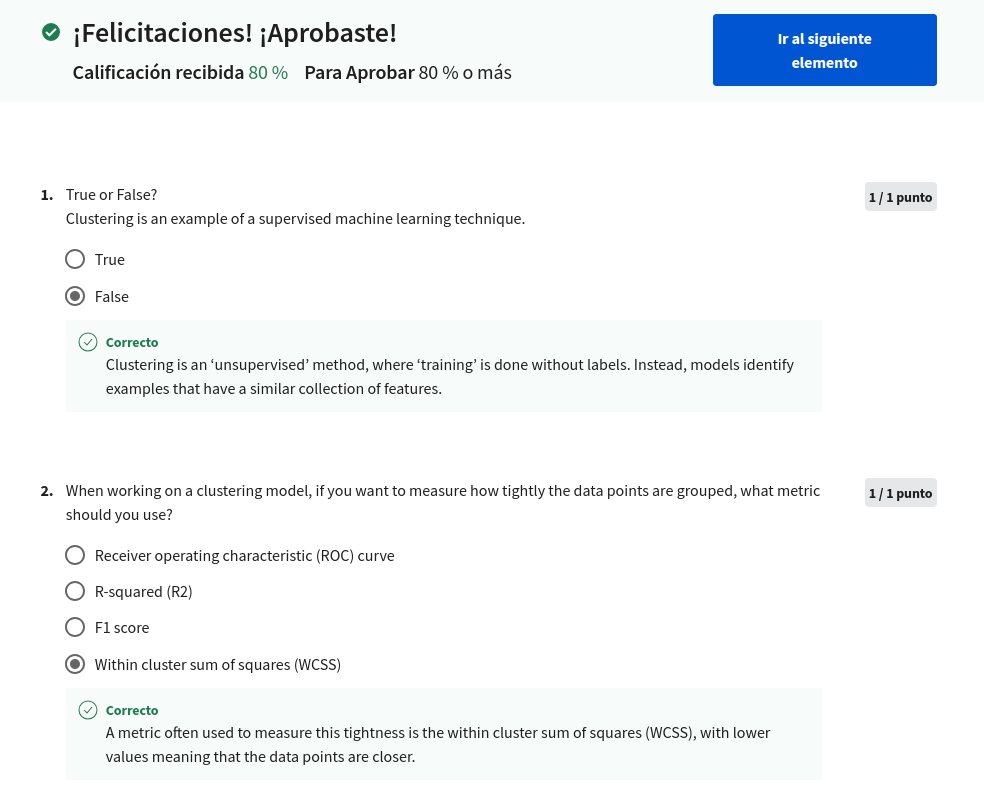 ¡Felicitaciones! ¡Aprobaste!
Calificación recibida 80 % Para Aprobar 80 % o más
Ir al siguiente
elemento
1. True or False?
Clustering is an example of a supervised machine learning technique.
1 / 1 punto
True
False
Correcto
Clustering is an ‘unsupervised’ method, where ‘training’ is done without labels. Instead, models identify
examples that have a similar collection of features.
2. When working on a clustering model, if you want to measure how tightly the data points are grouped, what metric
should you use?
1 / 1 punto
Receiver operating characteristic (ROC) curve
R-squared (R2)
F1 score
Within cluster sum of squares (WCSS)
Correcto
A metric often used to measure this tightness is the within cluster sum of squares (WCSS), with lower
values meaning that the data points are closer.